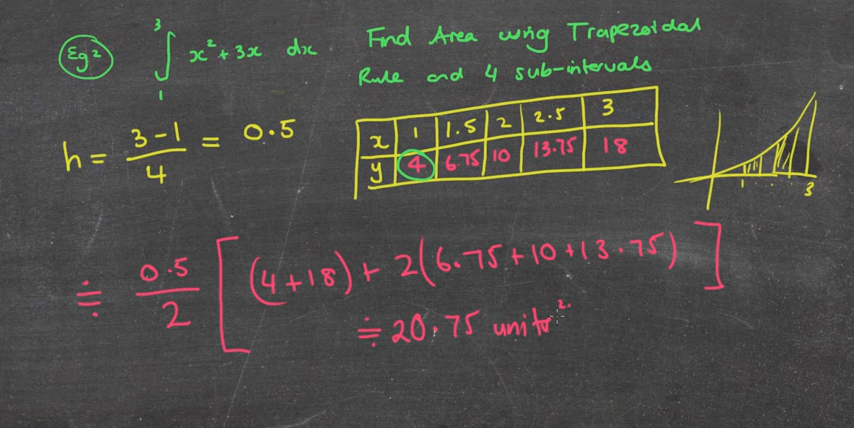 Eg 2 ∫₁³ x² + 3x dx Find Area using Trapezoidal
Rule and 4 sub-intervals
h = (3 - 1)/4 = 0.5
x 1 1.5 2 2.5 3
y 4 6.75 10 13.75 18
1 3
≑ 0.5/2 [(4+18) + 2(6.75+10+13.75)]
≑ 20.75 units²